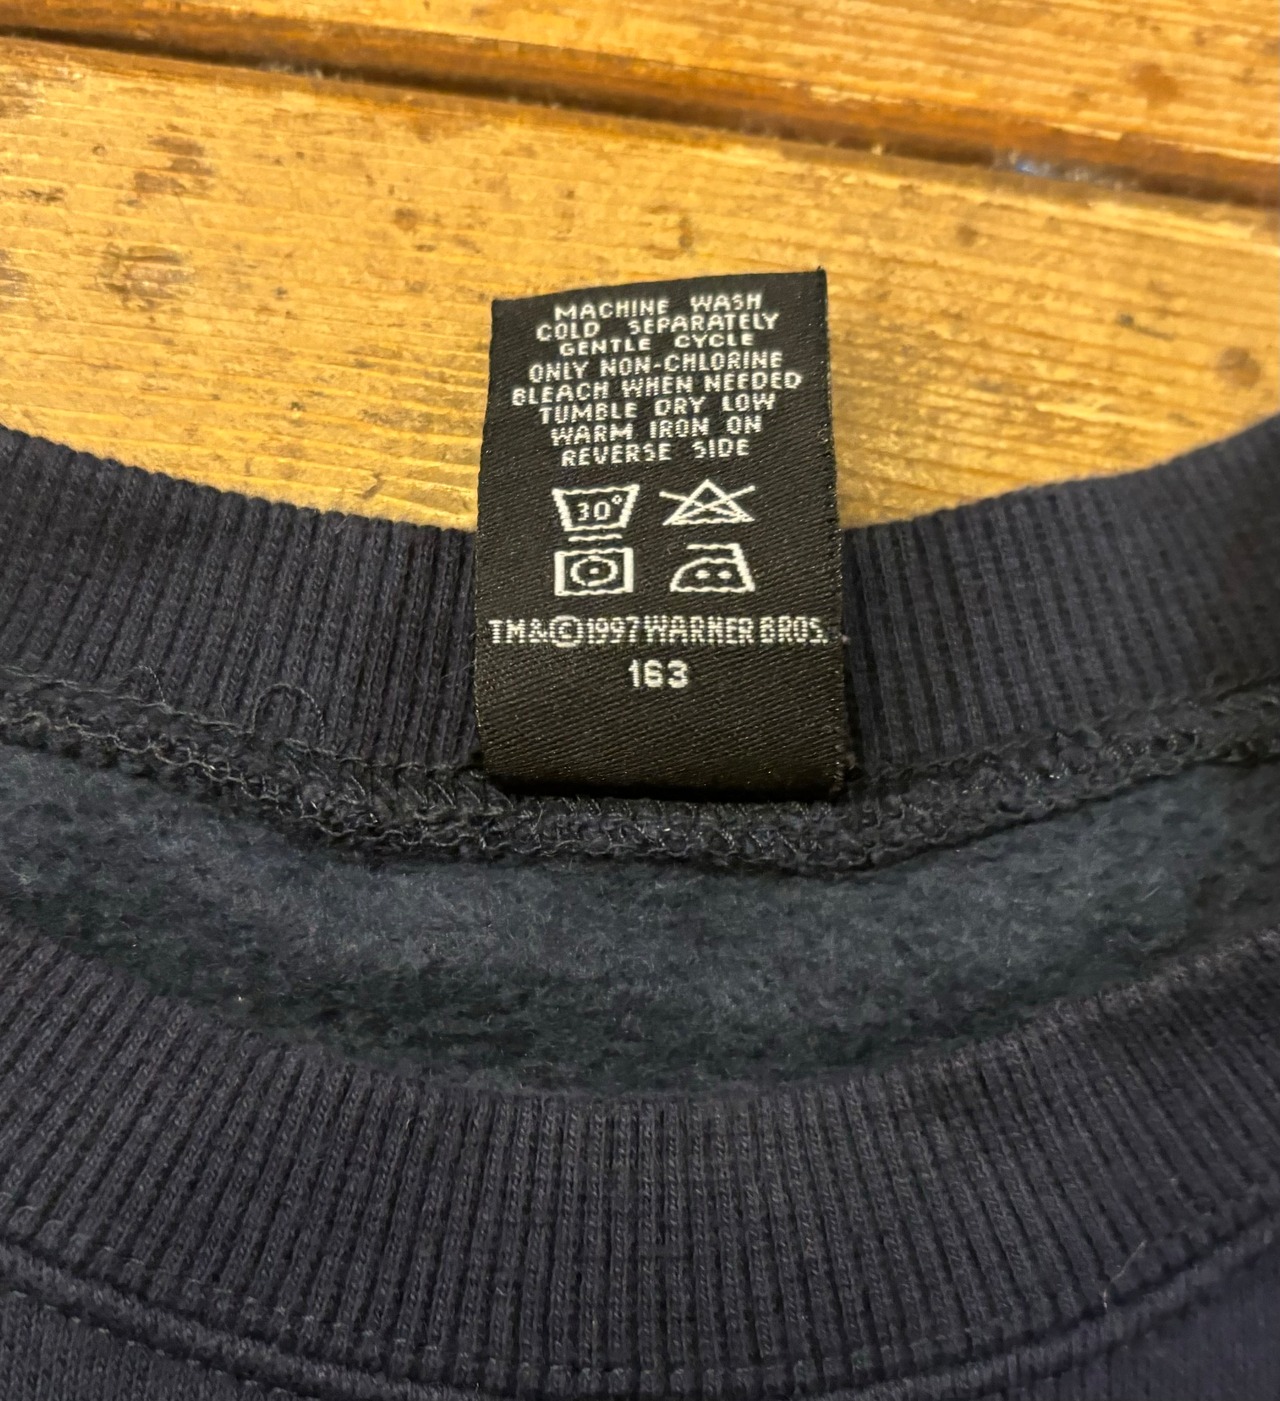 MACHINE WASH
COLD SEPARATELY
GENTLE CYCLE
ONLY NON-CHLORINE
BLEACH WHEN NEEDED
TUMBLE DRY LOW
WARM IRON ON
REVERSE SIDE
30°
TM&©1997 WARNER BROS.
163